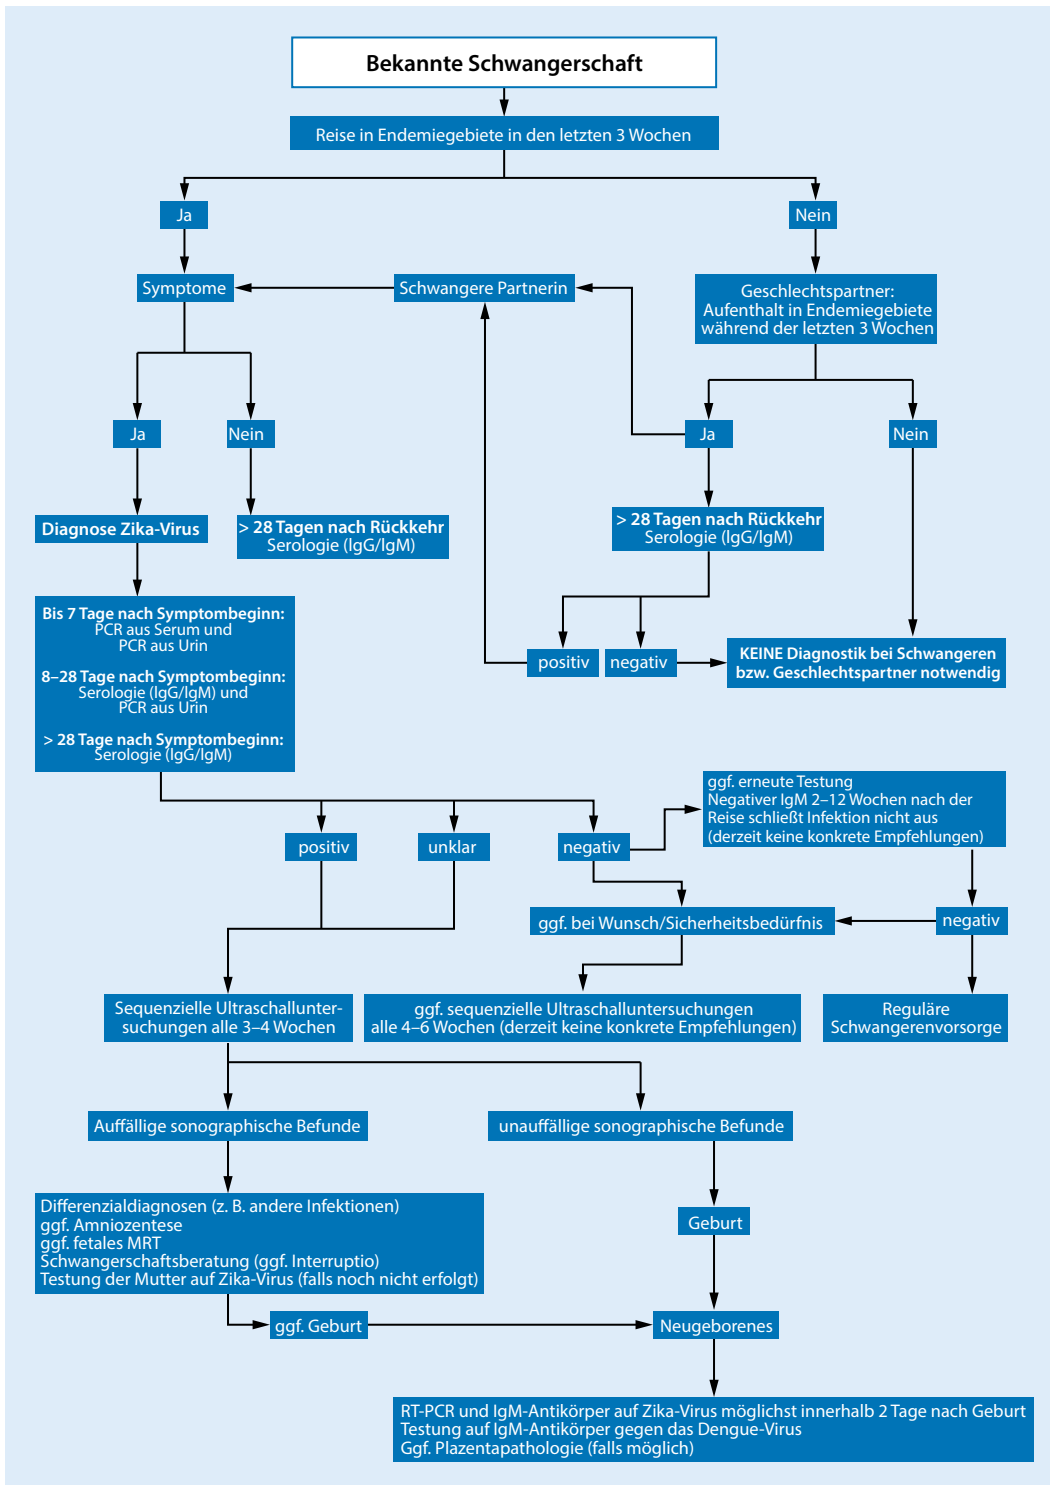 Bekannte Schwangerschaft
Reise in Endemiegebiete in den letzten 3 Wochen
Ja
Nein
Symptome
Schwangere Partnerin
Geschlechtspartner:
Aufenthalt in Endemiegebiete
während der letzten 3 Wochen
Ja
Nein
Ja
Nein
Diagnose Zika-Virus
> 28 Tagen nach Rückkehr
Serologie (IgG/IgM)
> 28 Tagen nach Rückkehr
Serologie (IgG/IgM)
Bis 7 Tage nach Symptombeginn:
PCR aus Serum und
PCR aus Urin
8–28 Tage nach Symptombeginn:
Serologie (IgG/IgM) und
PCR aus Urin
> 28 Tage nach Symptombeginn:
Serologie (IgG/IgM)
positiv
negativ
KEINE Diagnostik bei Schwangeren
bzw. Geschlechtspartner notwendig
positiv
unklar
negativ
ggf. erneute Testung
Negativer IgM 2–12 Wochen nach der
Reise schließt Infektion nicht aus
(derzeit keine konkrete Empfehlungen)
ggf. bei Wunsch/Sicherheitsbedürfnis
negativ
Sequenzielle Ultraschallunter-
suchungen alle 3–4 Wochen
ggf. sequenzielle Ultraschalluntersuchungen
alle 4–6 Wochen (derzeit keine konkrete Empfehlungen)
Reguläre
Schwangerenvorsorge
Auffällige sonographische Befunde
unauffällige sonographische Befunde
Differenzialdiagnosen (z. B. andere Infektionen)
ggf. Amniozentese
ggf. fetales MRT
Schwangerschaftsberatung (ggf. Interruptio)
Testung der Mutter auf Zika-Virus (falls noch nicht erfolgt)
Geburt
ggf. Geburt
Neugeborenes
RT-PCR und IgM-Antikörper auf Zika-Virus möglichst innerhalb 2 Tage nach Geburt
Testung auf IgM-Antikörper gegen das Dengue-Virus
Ggf. Plazentapathologie (falls möglich)